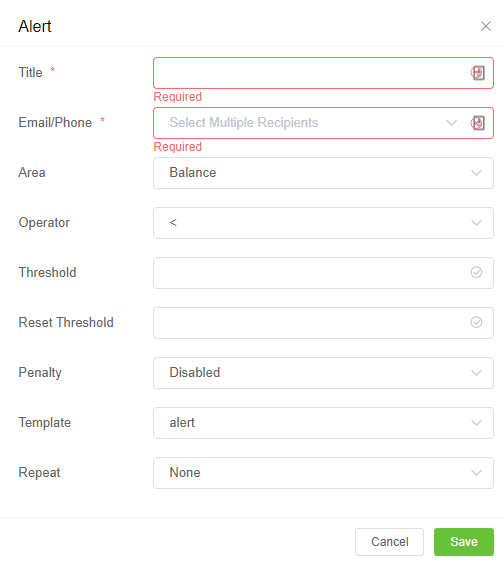 Alert
Title *
Required
Email/Phone * Select Multiple Recipients
Required
Area Balance
Operator <
Threshold
Reset Threshold
Penalty Disabled
Template alert
Repeat None
Cancel Save